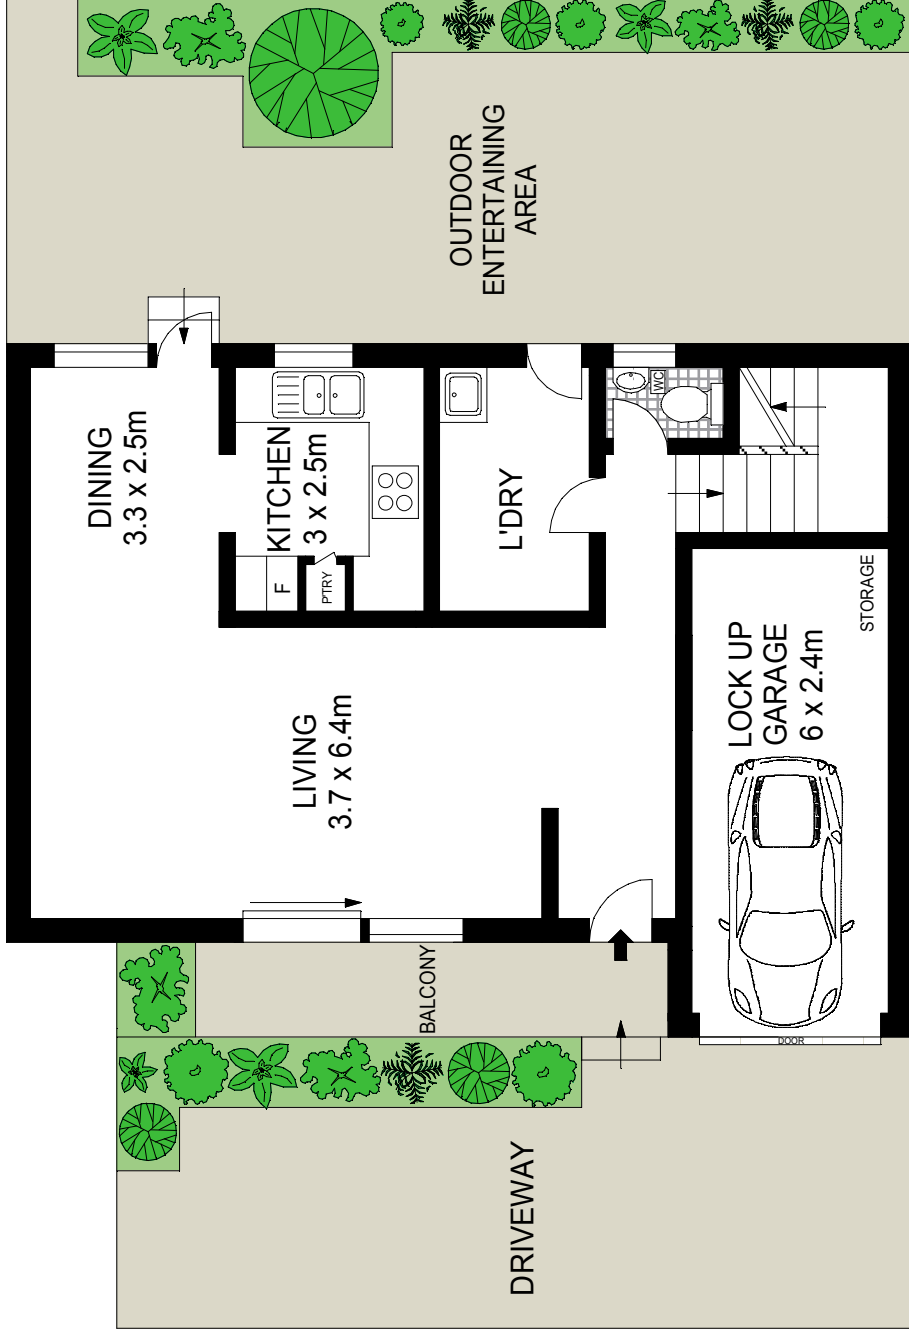 OUTDOOR
ENTERTAINING
AREA
DINING
3.3 x 2.5m
KITCHEN
3 x 2.5m
F
P'TRY
L'DRY
WC
STORAGE
LOCK UP
GARAGE
6 x 2.4m
LIVING
3.7 x 6.4m
BALCONY
DOOR
DRIVEWAY